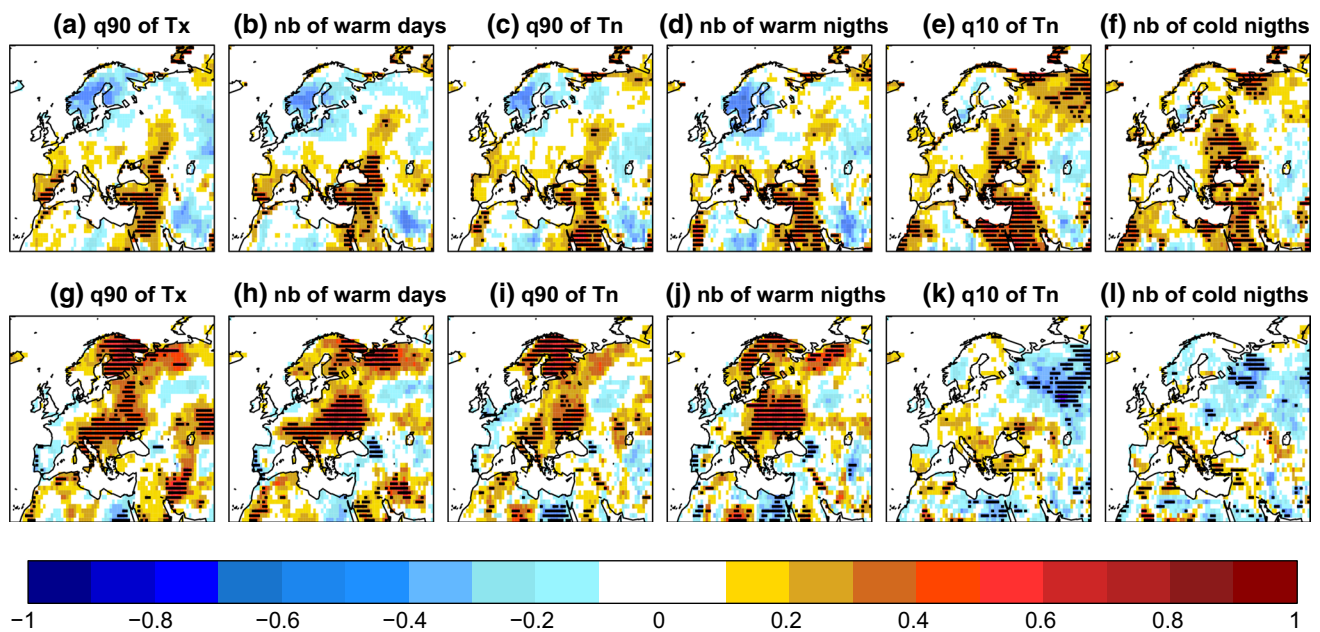 (a) q90 of Tx
(b) nb of warm days
(c) q90 of Tn
(d) nb of warm nigths
(e) q10 of Tn
(f) nb of cold nigths
(g) q90 of Tx
(h) nb of warm days
(i) q90 of Tn
(j) nb of warm nigths
(k) q10 of Tn
(l) nb of cold nigths
−1 −0.8 −0.6 −0.4 −0.2 0 0.2 0.4 0.6 0.8 1